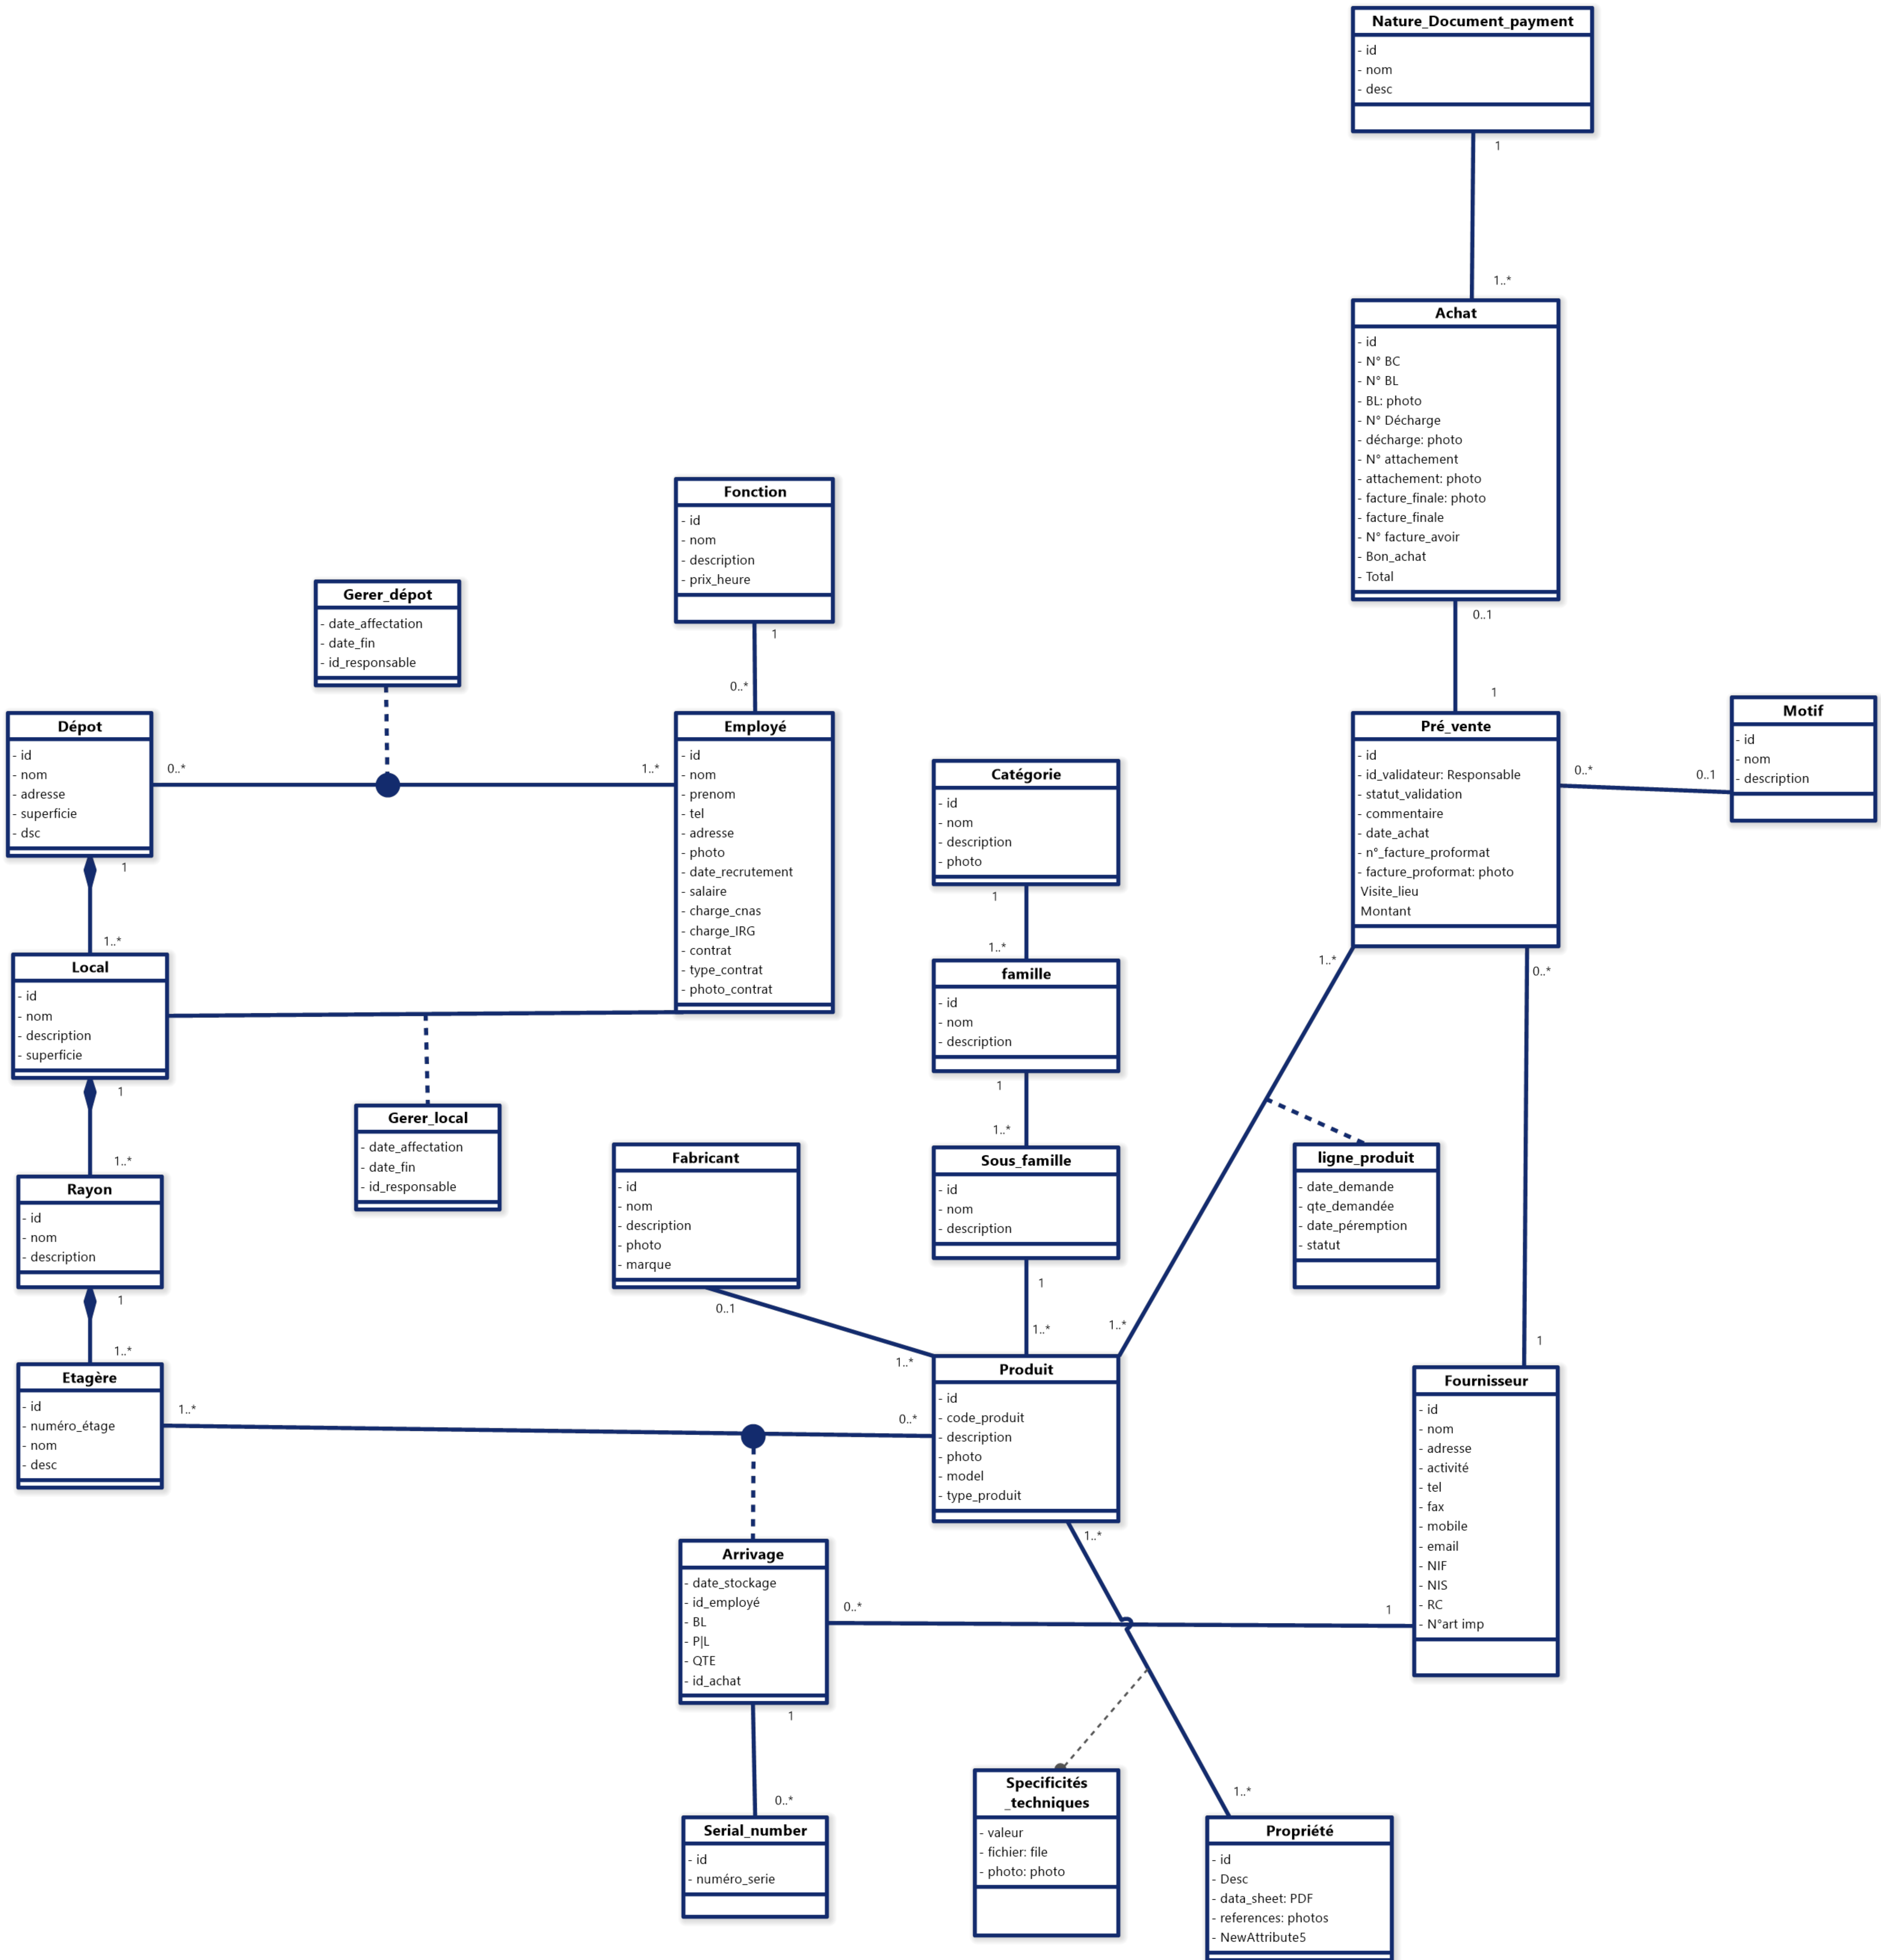 Nature_Document_payment
- id
- nom
- desc
1
1..*
Achat
- id
- N° BC
- N° BL
- BL: photo
- N° Décharge
- décharge: photo
- N° attachement
- attachement: photo
- facture_finale: photo
- facture_finale
- N° facture_avoir
- Bon_achat
- Total
0..1
1
Fonction
- id
- nom
- description
- prix_heure
1
0..*
Gerer_dépot
- date_affectation
- date_fin
- id_responsable
Dépot
- id
- nom
- adresse
- superficie
- dsc
0..*
1..*
1
1..*
Employé
- id
- nom
- prenom
- tel
- adresse
- photo
- date_recrutement
- salaire
- charge_cnas
- charge_IRG
- contrat
- type_contrat
- photo_contrat
Catégorie
- id
- nom
- description
- photo
1
1..*
Pré_vente
- id
- id_validateur: Responsable
- statut_validation
- commentaire
- date_achat
- n°_facture_proformat
- facture_proformat: photo
Visite_lieu
Montant
0..*
0..1
Motif
- id
- nom
- description
1..*
0..*
Local
- id
- nom
- description
- superficie
1
1..*
famille
- id
- nom
- description
1
1..*
Gerer_local
- date_affectation
- date_fin
- id_responsable
Fabricant
- id
- nom
- description
- photo
- marque
0..1
1..*
Sous_famille
- id
- nom
- description
1
1..*
1..*
ligne_produit
- date_demande
- qte_demandée
- date_péremption
- statut
1
Rayon
- id
- nom
- description
1
1..*
Etagère
- id
- numéro_étage
- nom
- desc
1..*
0..*
Produit
- id
- code_produit
- description
- photo
- model
- type_produit
1..*
Fournisseur
- id
- nom
- adresse
- activité
- tel
- fax
- mobile
- email
- NIF
- NIS
- RC
- N°art imp
Arrivage
- date_stockage
- id_employé
- BL
- P|L
- QTE
- id_achat
0..*
1
1
0..*
Serial_number
- id
- numéro_serie
Specificités
_techniques
- valeur
- fichier: file
- photo: photo
1..*
Propriété
- id
- Desc
- data_sheet: PDF
- references: photos
- NewAttribute5